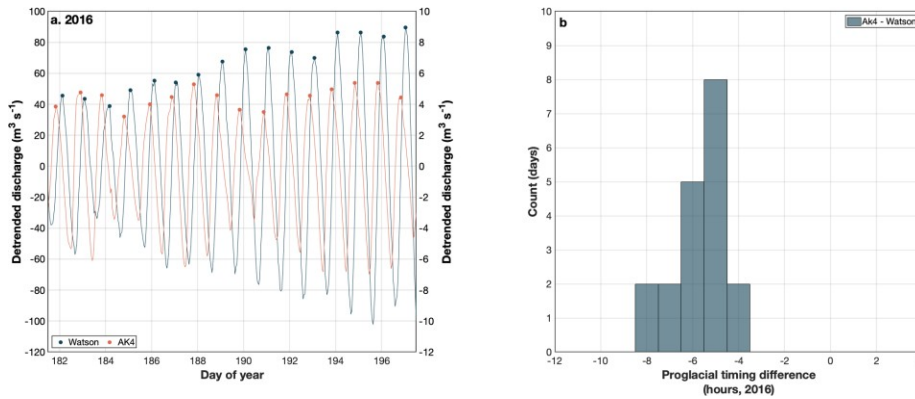 a. 2016
100
80
60
40
20
0
-20
-40
-60
-80
-100
-120
Detrended discharge (m³ s⁻¹)
10
8
6
4
2
0
-2
-4
-6
-8
-10
-12
Detrended discharge (m³ s⁻¹)
Watson AK4
182 184 186 188 190 192 194 196
Day of year
b
Ak4 - Watson
10
9
8
7
6
5
4
3
2
1
0
Count (days)
-12 -10 -8 -6 -4 -2 0 2
Proglacial timing difference
(hours, 2016)